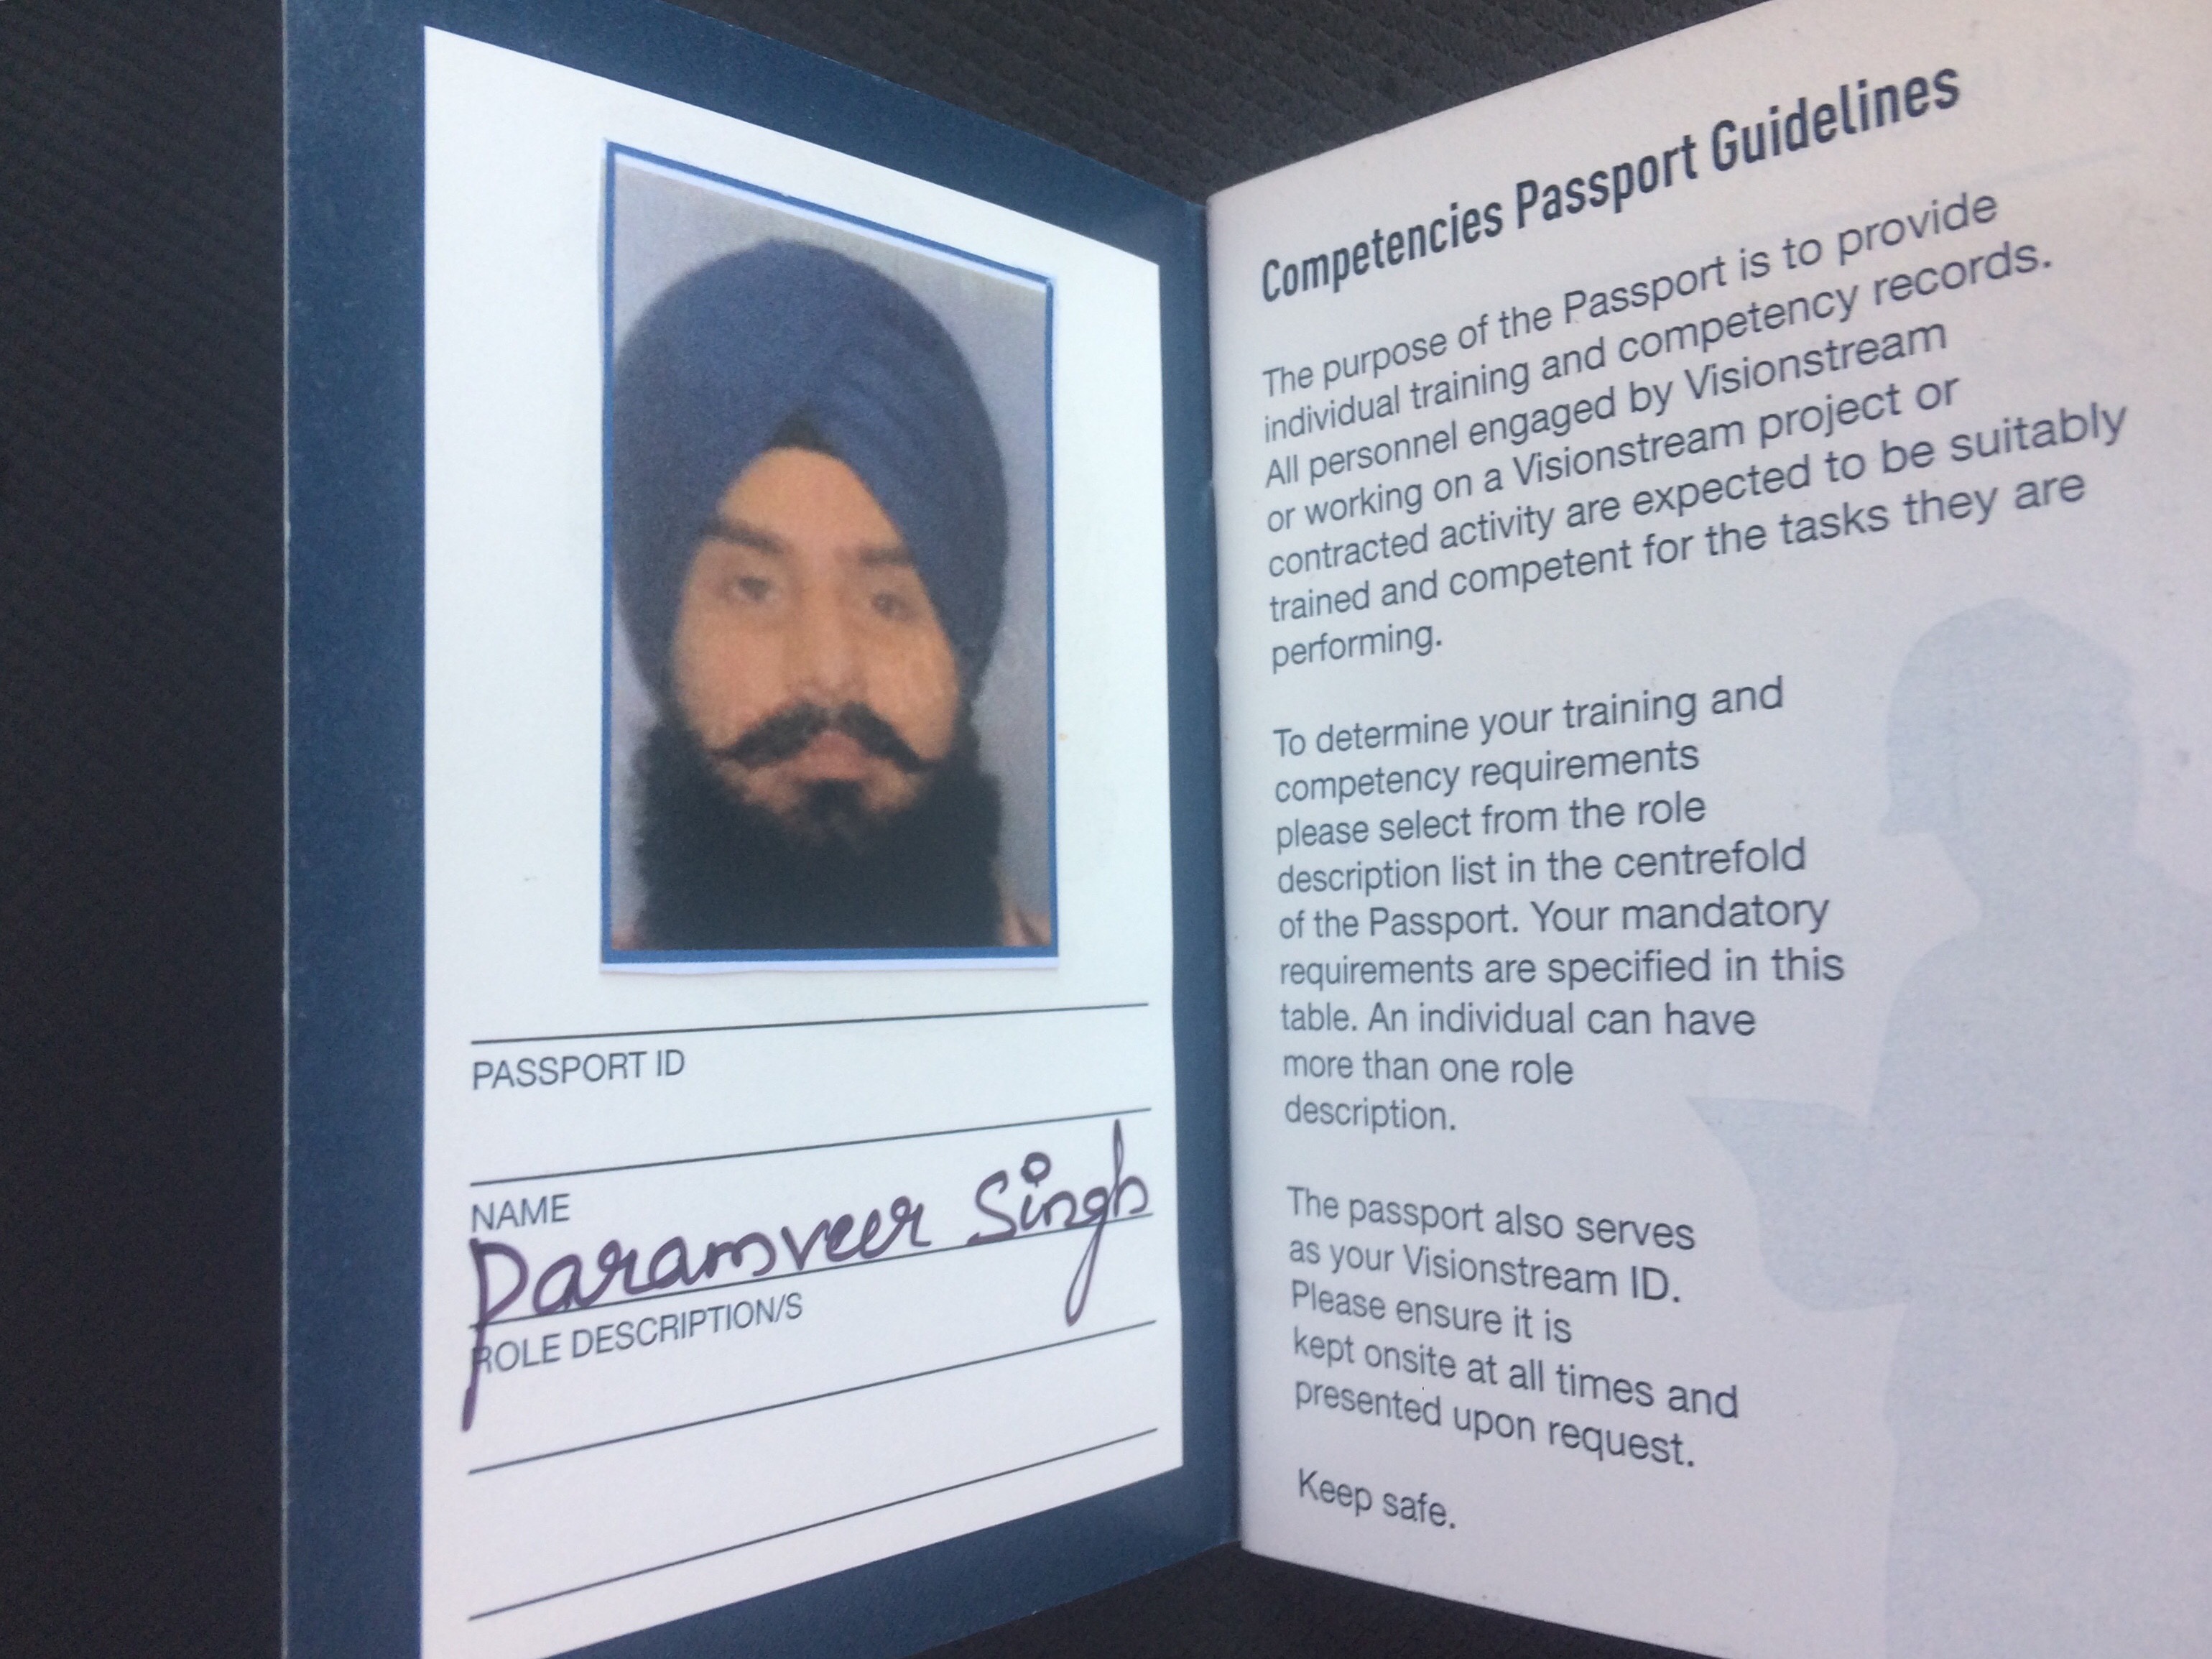 PASSPORT ID
NAME
Paramveer Singh
ROLE DESCRIPTION/S
Competencies Passport Guidelines
The purpose of the Passport is to provide
individual training and competency records.
All personnel engaged by Visionstream
or working on a Visionstream project or
contracted activity are expected to be suitably
trained and competent for the tasks they are
performing.
To determine your training and
competency requirements
please select from the role
description list in the centrefold
of the Passport. Your mandatory
requirements are specified in this
table. An individual can have
more than one role
description.
The passport also serves
as your Visionstream ID.
Please ensure it is
kept onsite at all times and
presented upon request.
Keep safe.